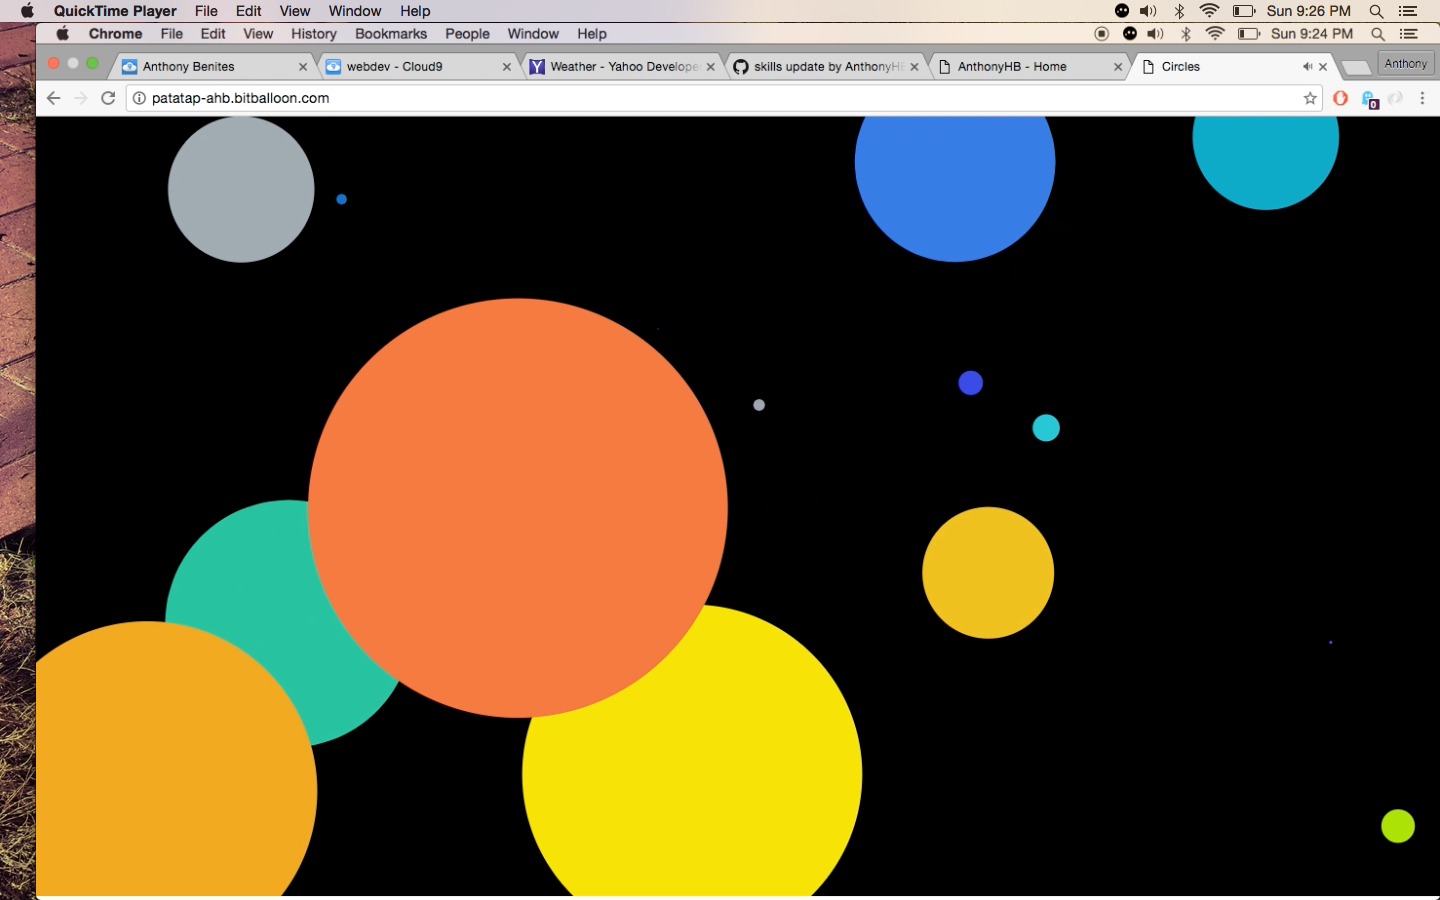 QuickTime Player File Edit View Window Help Sun 9:26 PM
Chrome File Edit View History Bookmarks People Window Help Sun 9:24 PM
Anthony Benites webdev - Cloud9 Weather - Yahoo Develope skills update by AnthonyHB AnthonyHB - Home Circles Anthony
patatap-ahb.bitballoon.com
0